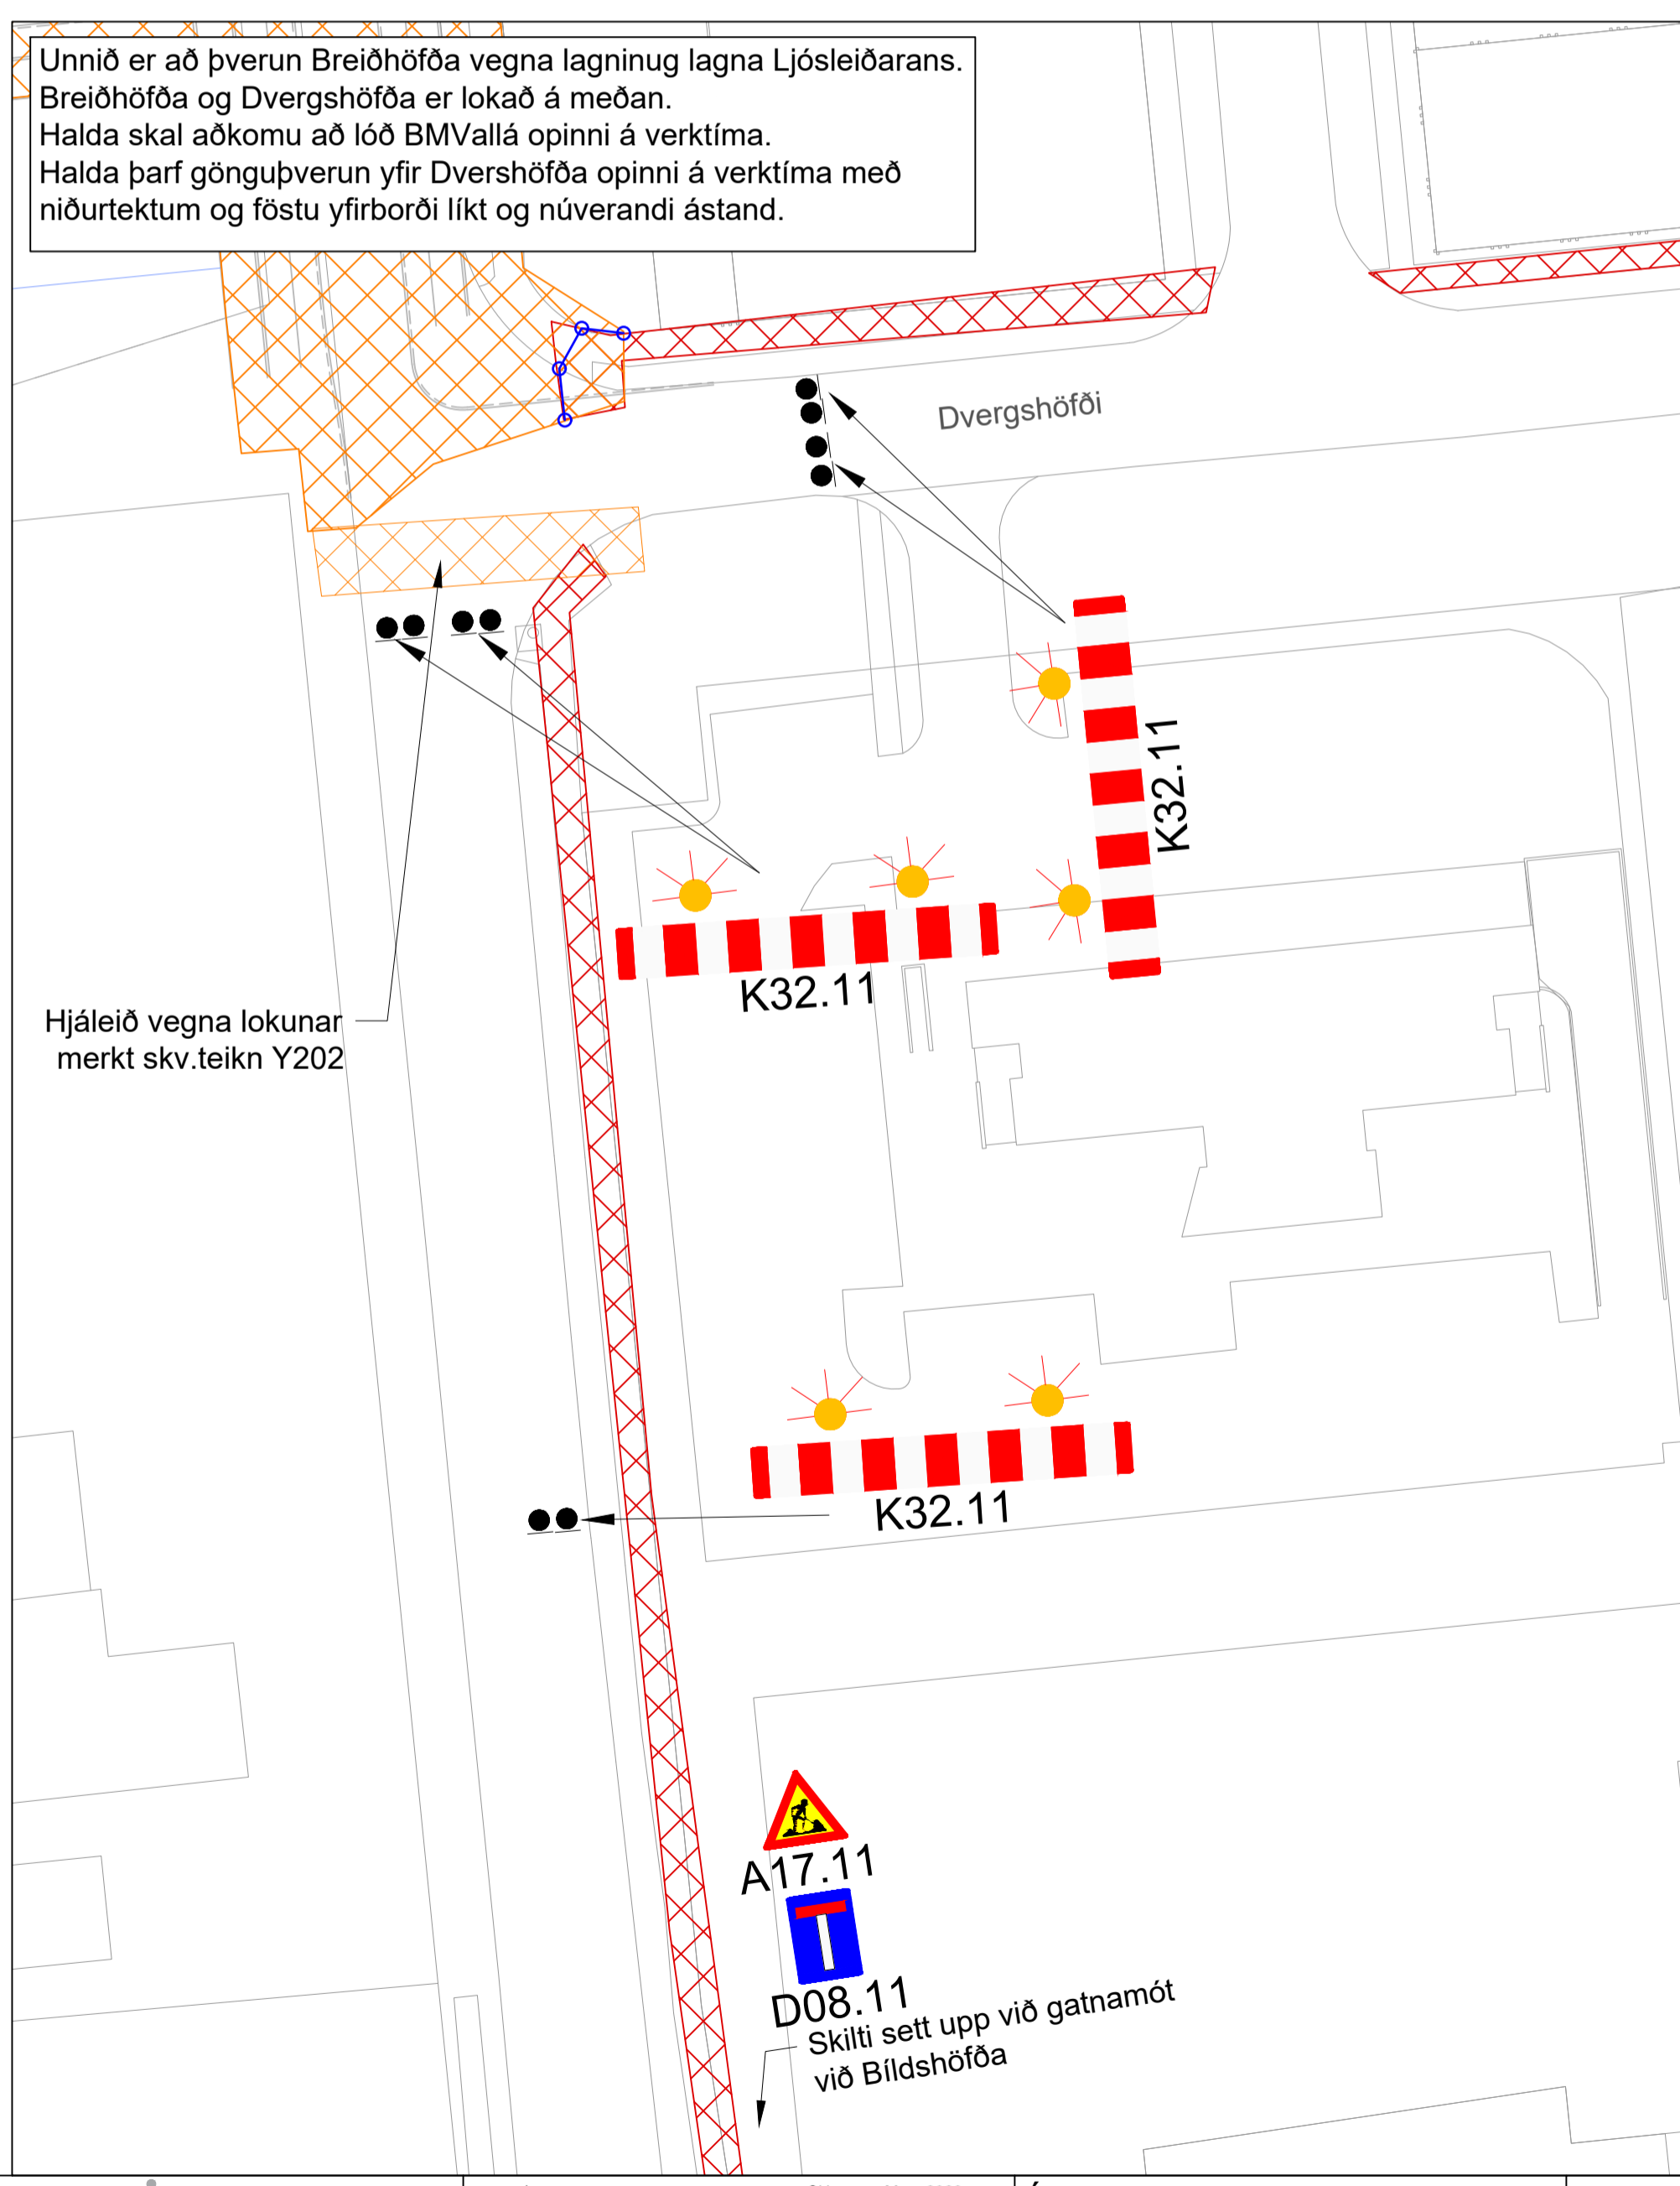 Unnið er að þverun Breiðhöfða vegna lagninug lagna Ljósleiðarans.
Breiðhöfða og Dvergshöfða er lokað á meðan.
Halda skal aðkomu að lóð BMVallá opinni á verktíma.
Halda þarf gönguþverun yfir Dvershöfða opinni á verktíma með
niðurtektum og föstu yfirborði líkt og núverandi ástand.
Dvergshöfði
K32.11
K32.11
Hjáleið vegna lokunar
merkt skv.teikn Y202
K32.11
A17.11
D08.11
Skilti sett upp við gatnamót
við Bíldshöfða